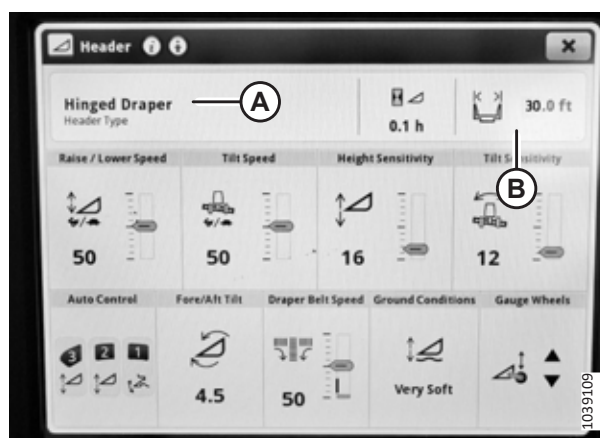 Header
Hinged Draper
Header Type
A
0.1 h
30.0 ft
B
Raise / Lower Speed
Tilt Speed
Height Sensitivity
Tilt Sensitivity
50
50
16
12
Auto Control
Fore/Aft Tilt
Draper Belt Speed
Ground Conditions
Gauge Wheels
3 2 1
4.5
50
Very Soft
1039109